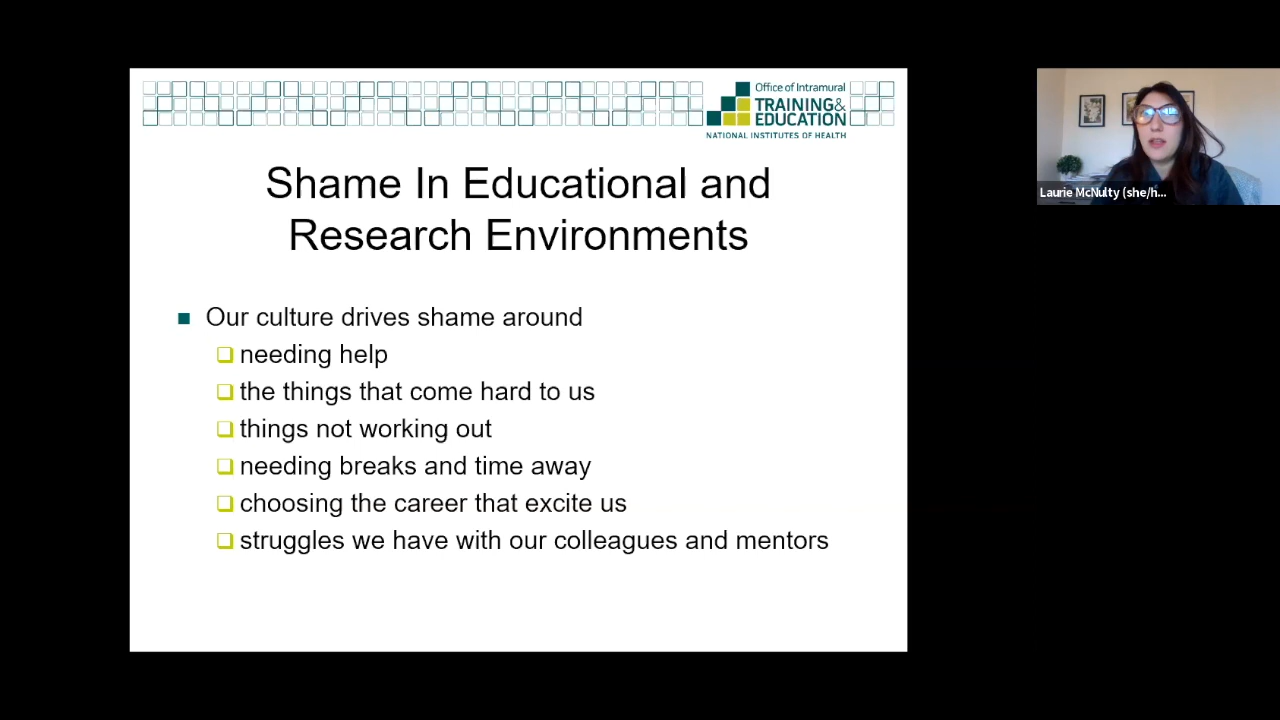 Office of Intramural
TRAINING&
EDUCATION
NATIONAL INSTITUTES OF HEALTH
Shame In Educational and
Research Environments
Our culture drives shame around
needing help
the things that come hard to us
things not working out
needing breaks and time away
choosing the career that excite us
struggles we have with our colleagues and mentors
Laurie McNulty (she/h...